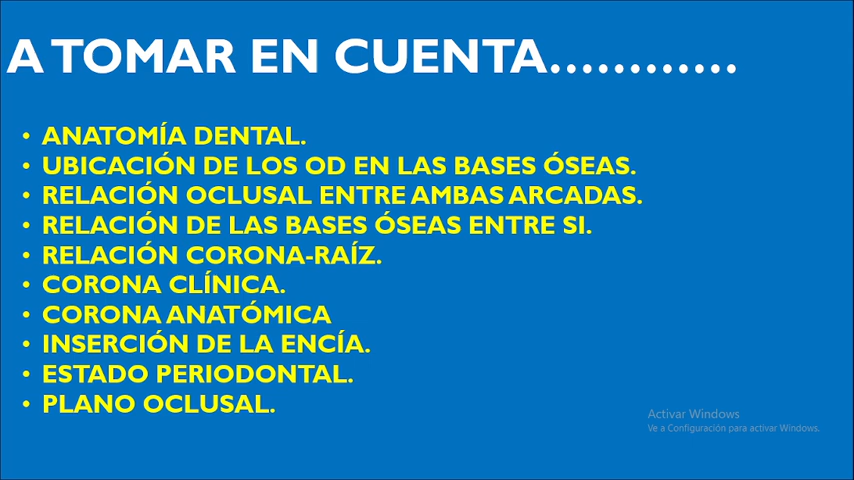 A TOMAR EN CUENTA............
• ANATOMÍA DENTAL.
• UBICACIÓN DE LOS OD EN LAS BASES ÓSEAS.
• RELACIÓN OCLUSAL ENTRE AMBAS ARCADAS.
• RELACIÓN DE LAS BASES ÓSEAS ENTRE SI.
• RELACIÓN CORONA-RAÍZ.
• CORONA CLÍNICA.
• CORONA ANATÓMICA
• INSERCIÓN DE LA ENCÍA.
• ESTADO PERIODONTAL.
• PLANO OCLUSAL.
Activar Windows
Ve a Configuración para activar Windows.